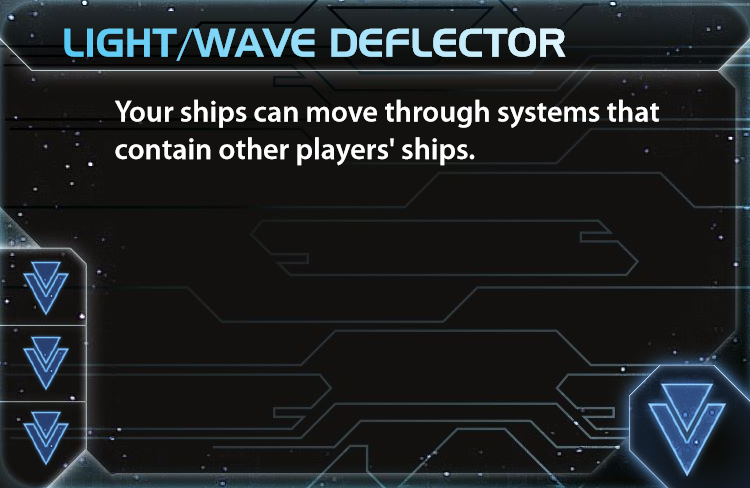 LIGHT/WAVE DEFLECTOR
Your ships can move through systems that
contain other players' ships.